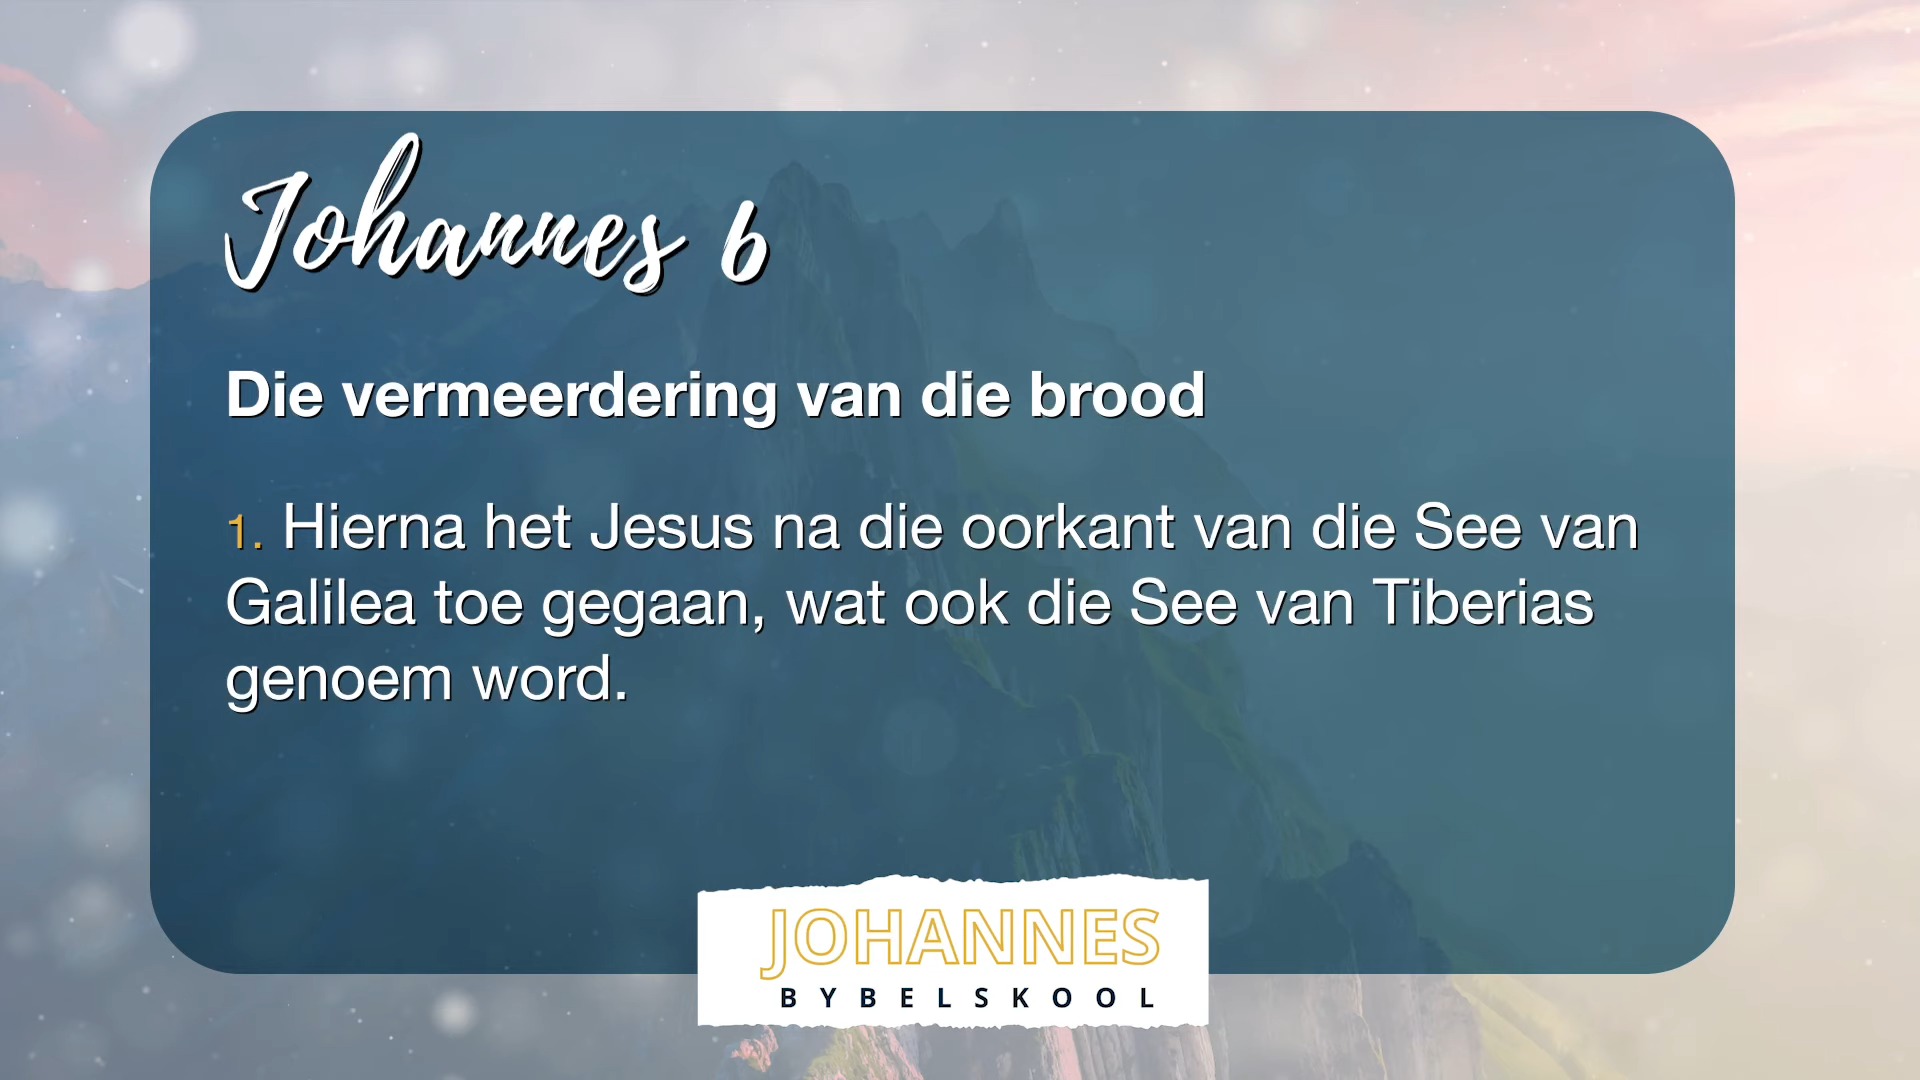 Johannes 6
Die vermeerdering van die brood
1. Hierna het Jesus na die oorkant van die See van
Galilea toe gegaan, wat ook die See van Tiberias
genoem word.
JOHANNES
BYBELSKOOL